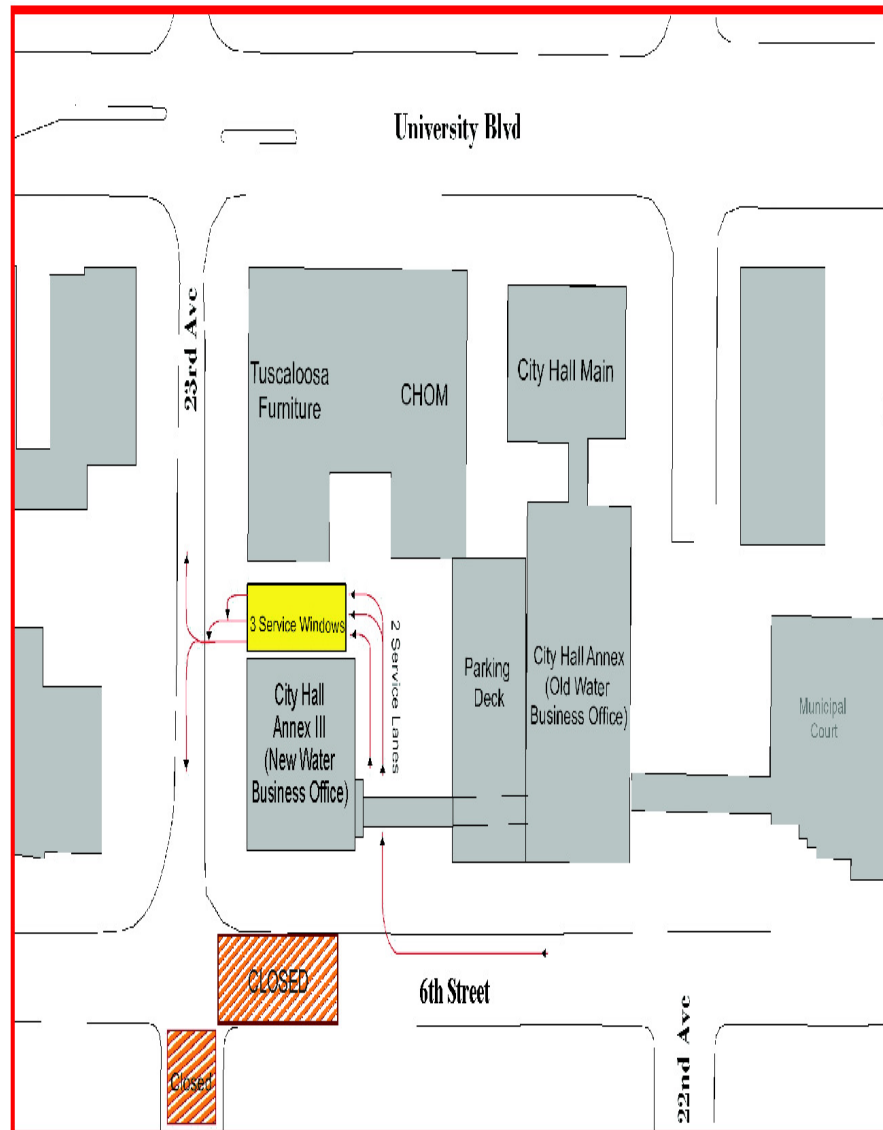 University Blvd
23rd Ave
Tuscaloosa
Furniture
CHOM
City Hall Main
3 Service Windows
2 Service Lanes
City Hall
Annex III
(New Water
Business Office)
Parking
Deck
City Hall Annex
(Old Water
Business Office)
Municipal
Court
CLOSED
6th Street
Closed
22nd Ave